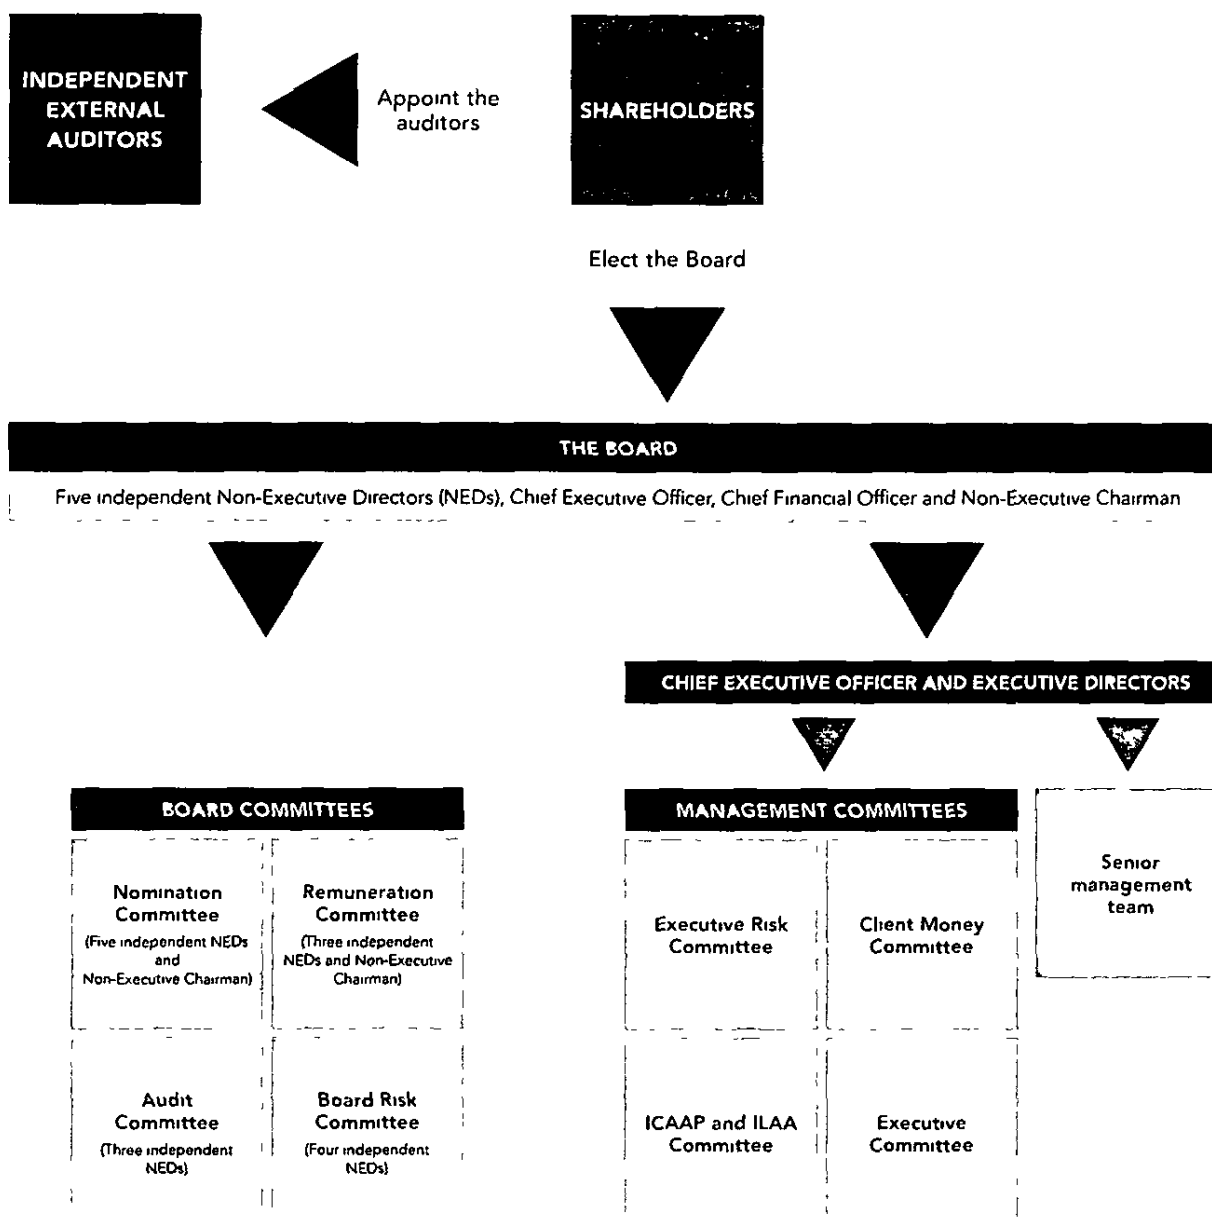 INDEPENDENT
EXTERNAL
AUDITORS
Appoint the
auditors
SHAREHOLDERS
Elect the Board
THE BOARD
Five independent Non-Executive Directors (NEDs), Chief Executive Officer, Chief Financial Officer and Non-Executive Chairman
CHIEF EXECUTIVE OFFICER AND EXECUTIVE DIRECTORS
BOARD COMMITTEES
Nomination
Committee
(Five independent NEDs
and
Non-Executive Chairman)
Remuneration
Committee
(Three independent
NEDs and Non-Executive
Chairman)
Audit
Committee
(Three independent
NEDs)
Board Risk
Committee
(Four independent
NEDs)
MANAGEMENT COMMITTEES
Executive Risk
Committee
Client Money
Committee
ICAAP and ILAA
Committee
Executive
Committee
Senior
management
team